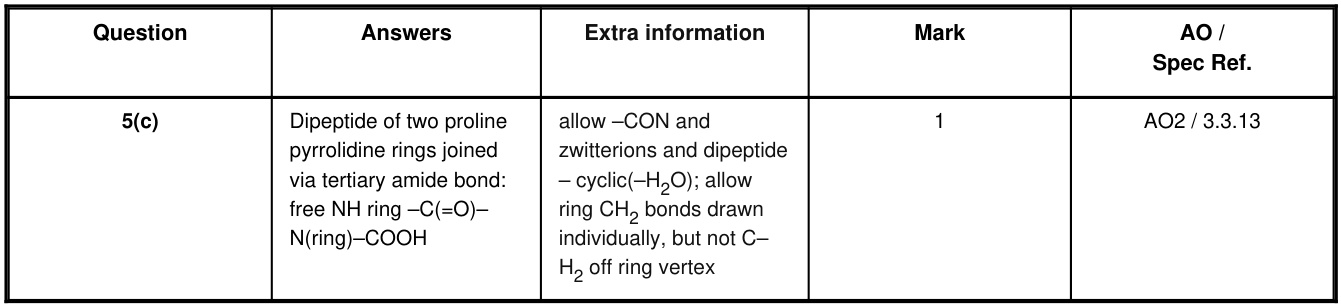 Question Answers Extra information Mark AO /
Spec Ref.
5(c) Dipeptide of two proline allow –CON and 1 AO2 / 3.3.13
pyrrolidine rings joined zwitterions and dipeptide
via tertiary amide bond: – cyclic(–H2O); allow
free NH ring –C(=O)– ring CH2 bonds drawn
N(ring)–COOH individually, but not C–
H2 off ring vertex